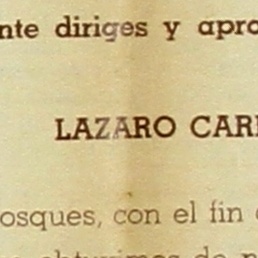 nte diriges y apro
LAZARO CAR
osques, con el fin